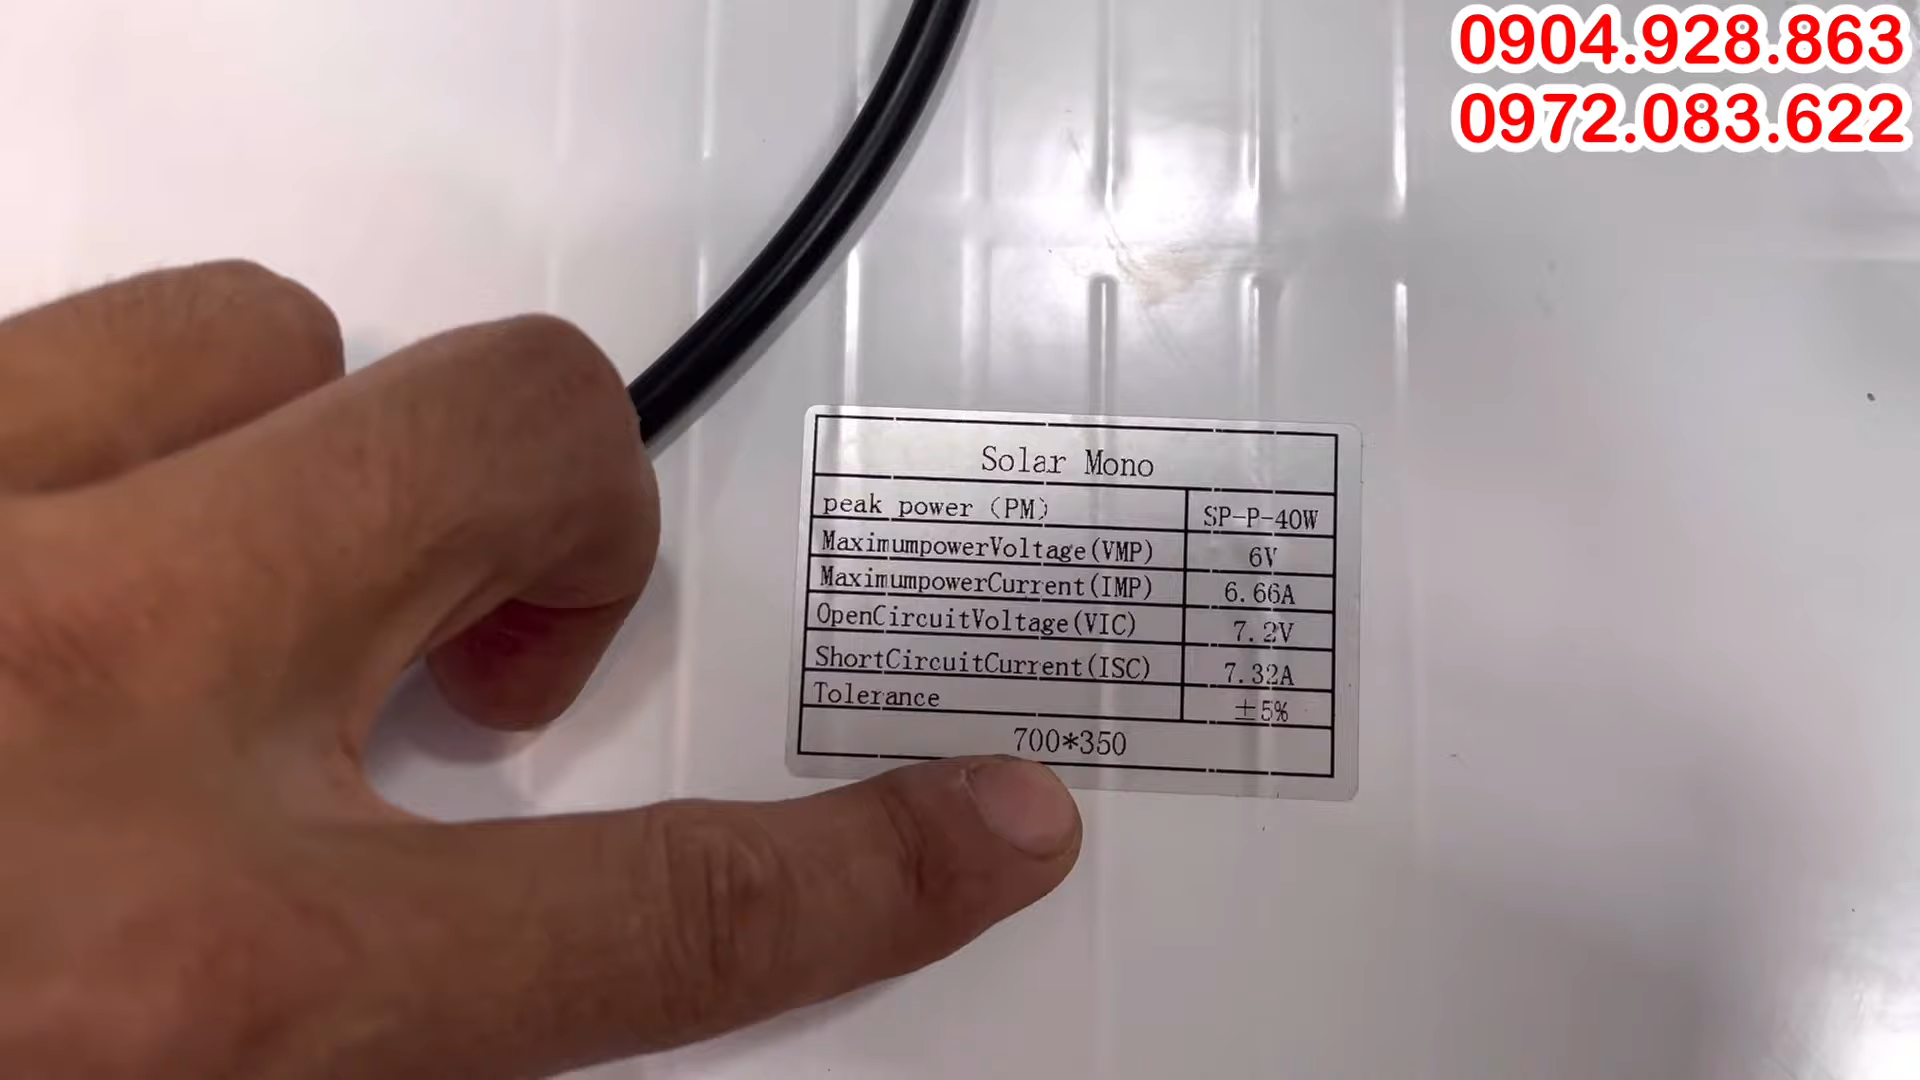 0904.928.863
0972.083.622
Solar Mono
peak power (PM) SP-P-40W
MaximumpowerVoltage(VMP) 6V
MaximumpowerCurrent(IMP) 6.66A
OpenCircuitVoltage(VIC) 7.2V
ShortCircuitCurrent(ISC) 7.32A
Tolerance ±5%
700*350